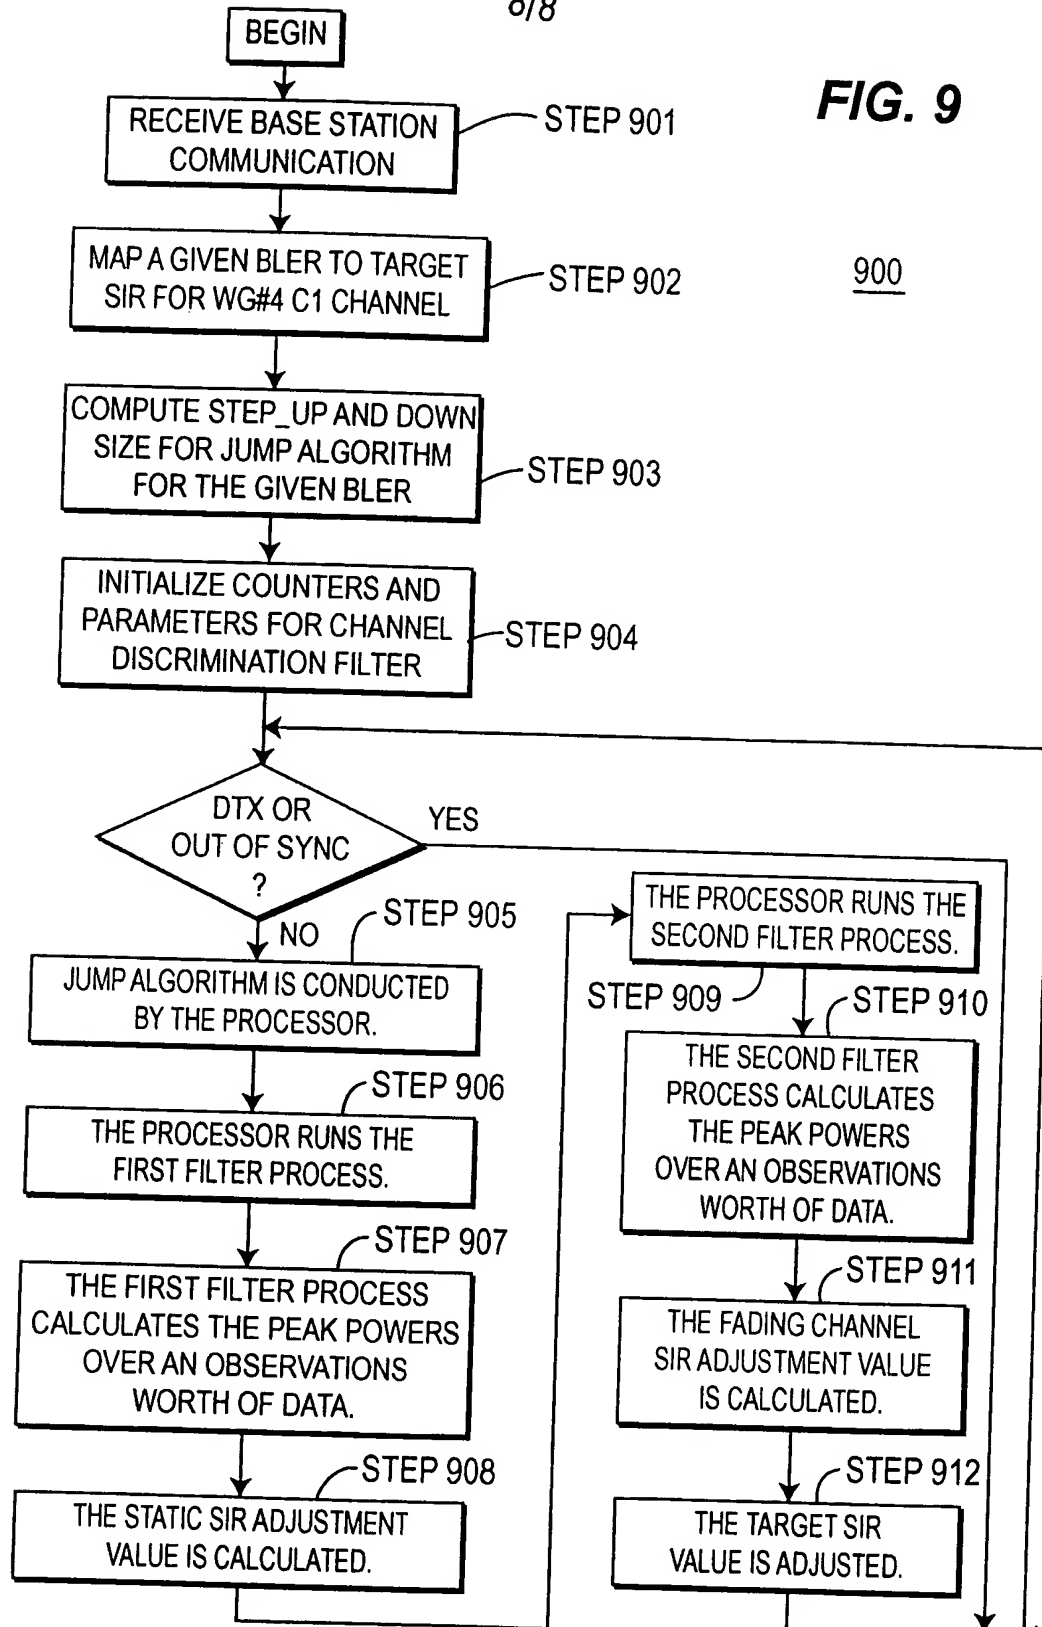 8/8
FIG. 9
900
BEGIN
RECEIVE BASE STATION
COMMUNICATION
STEP 901
MAP A GIVEN BLER TO TARGET
SIR FOR WG#4 C1 CHANNEL
STEP 902
COMPUTE STEP_UP AND DOWN
SIZE FOR JUMP ALGORITHM
FOR THE GIVEN BLER
STEP 903
INITIALIZE COUNTERS AND
PARAMETERS FOR CHANNEL
DISCRIMINATION FILTER
STEP 904
DTX OR
OUT OF SYNC
?
YES
NO
STEP 905
JUMP ALGORITHM IS CONDUCTED
BY THE PROCESSOR.
STEP 906
THE PROCESSOR RUNS THE
FIRST FILTER PROCESS.
STEP 907
THE FIRST FILTER PROCESS
CALCULATES THE PEAK POWERS
OVER AN OBSERVATIONS
WORTH OF DATA.
STEP 908
THE STATIC SIR ADJUSTMENT
VALUE IS CALCULATED.
THE PROCESSOR RUNS THE
SECOND FILTER PROCESS.
STEP 909
STEP 910
THE SECOND FILTER
PROCESS CALCULATES
THE PEAK POWERS
OVER AN OBSERVATIONS
WORTH OF DATA.
STEP 911
THE FADING CHANNEL
SIR ADJUSTMENT VALUE
IS CALCULATED.
STEP 912
THE TARGET SIR
VALUE IS ADJUSTED.